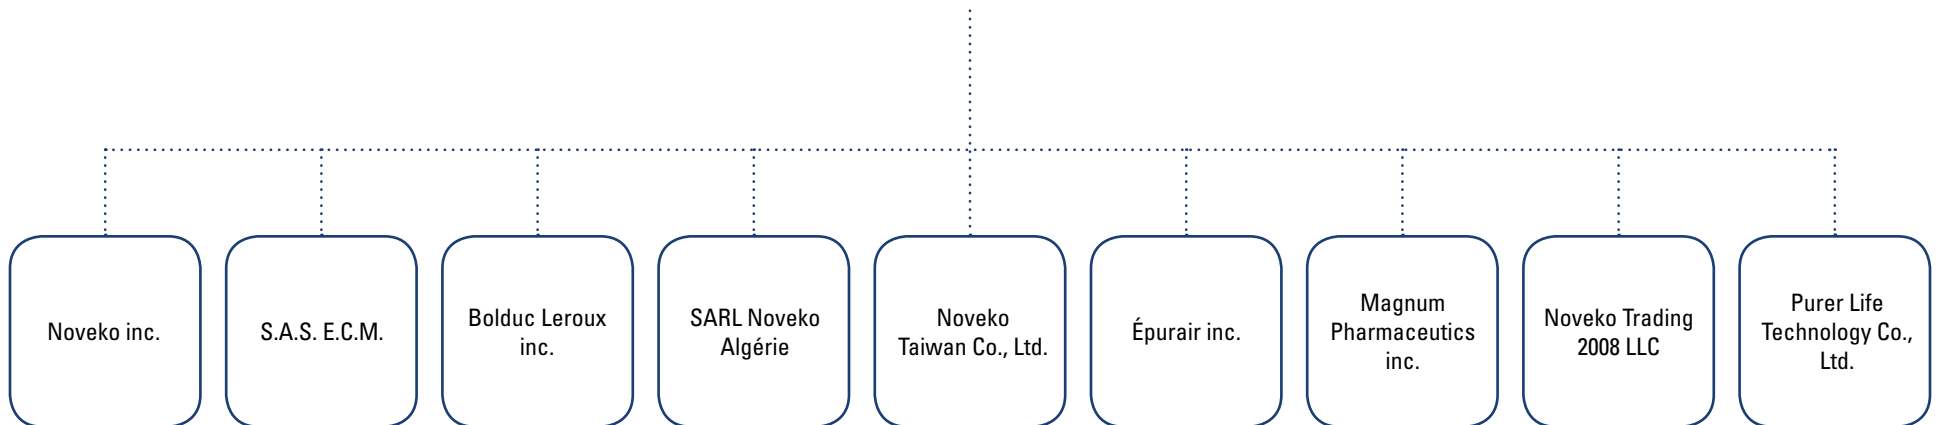 Noveko inc.
S.A.S. E.C.M.
Bolduc Leroux
inc.
SARL Noveko
Algérie
Noveko
Taiwan Co., Ltd.
Épurair inc.
Magnum
Pharmaceutics
inc.
Noveko Trading
2008 LLC
Purer Life
Technology Co.,
Ltd.